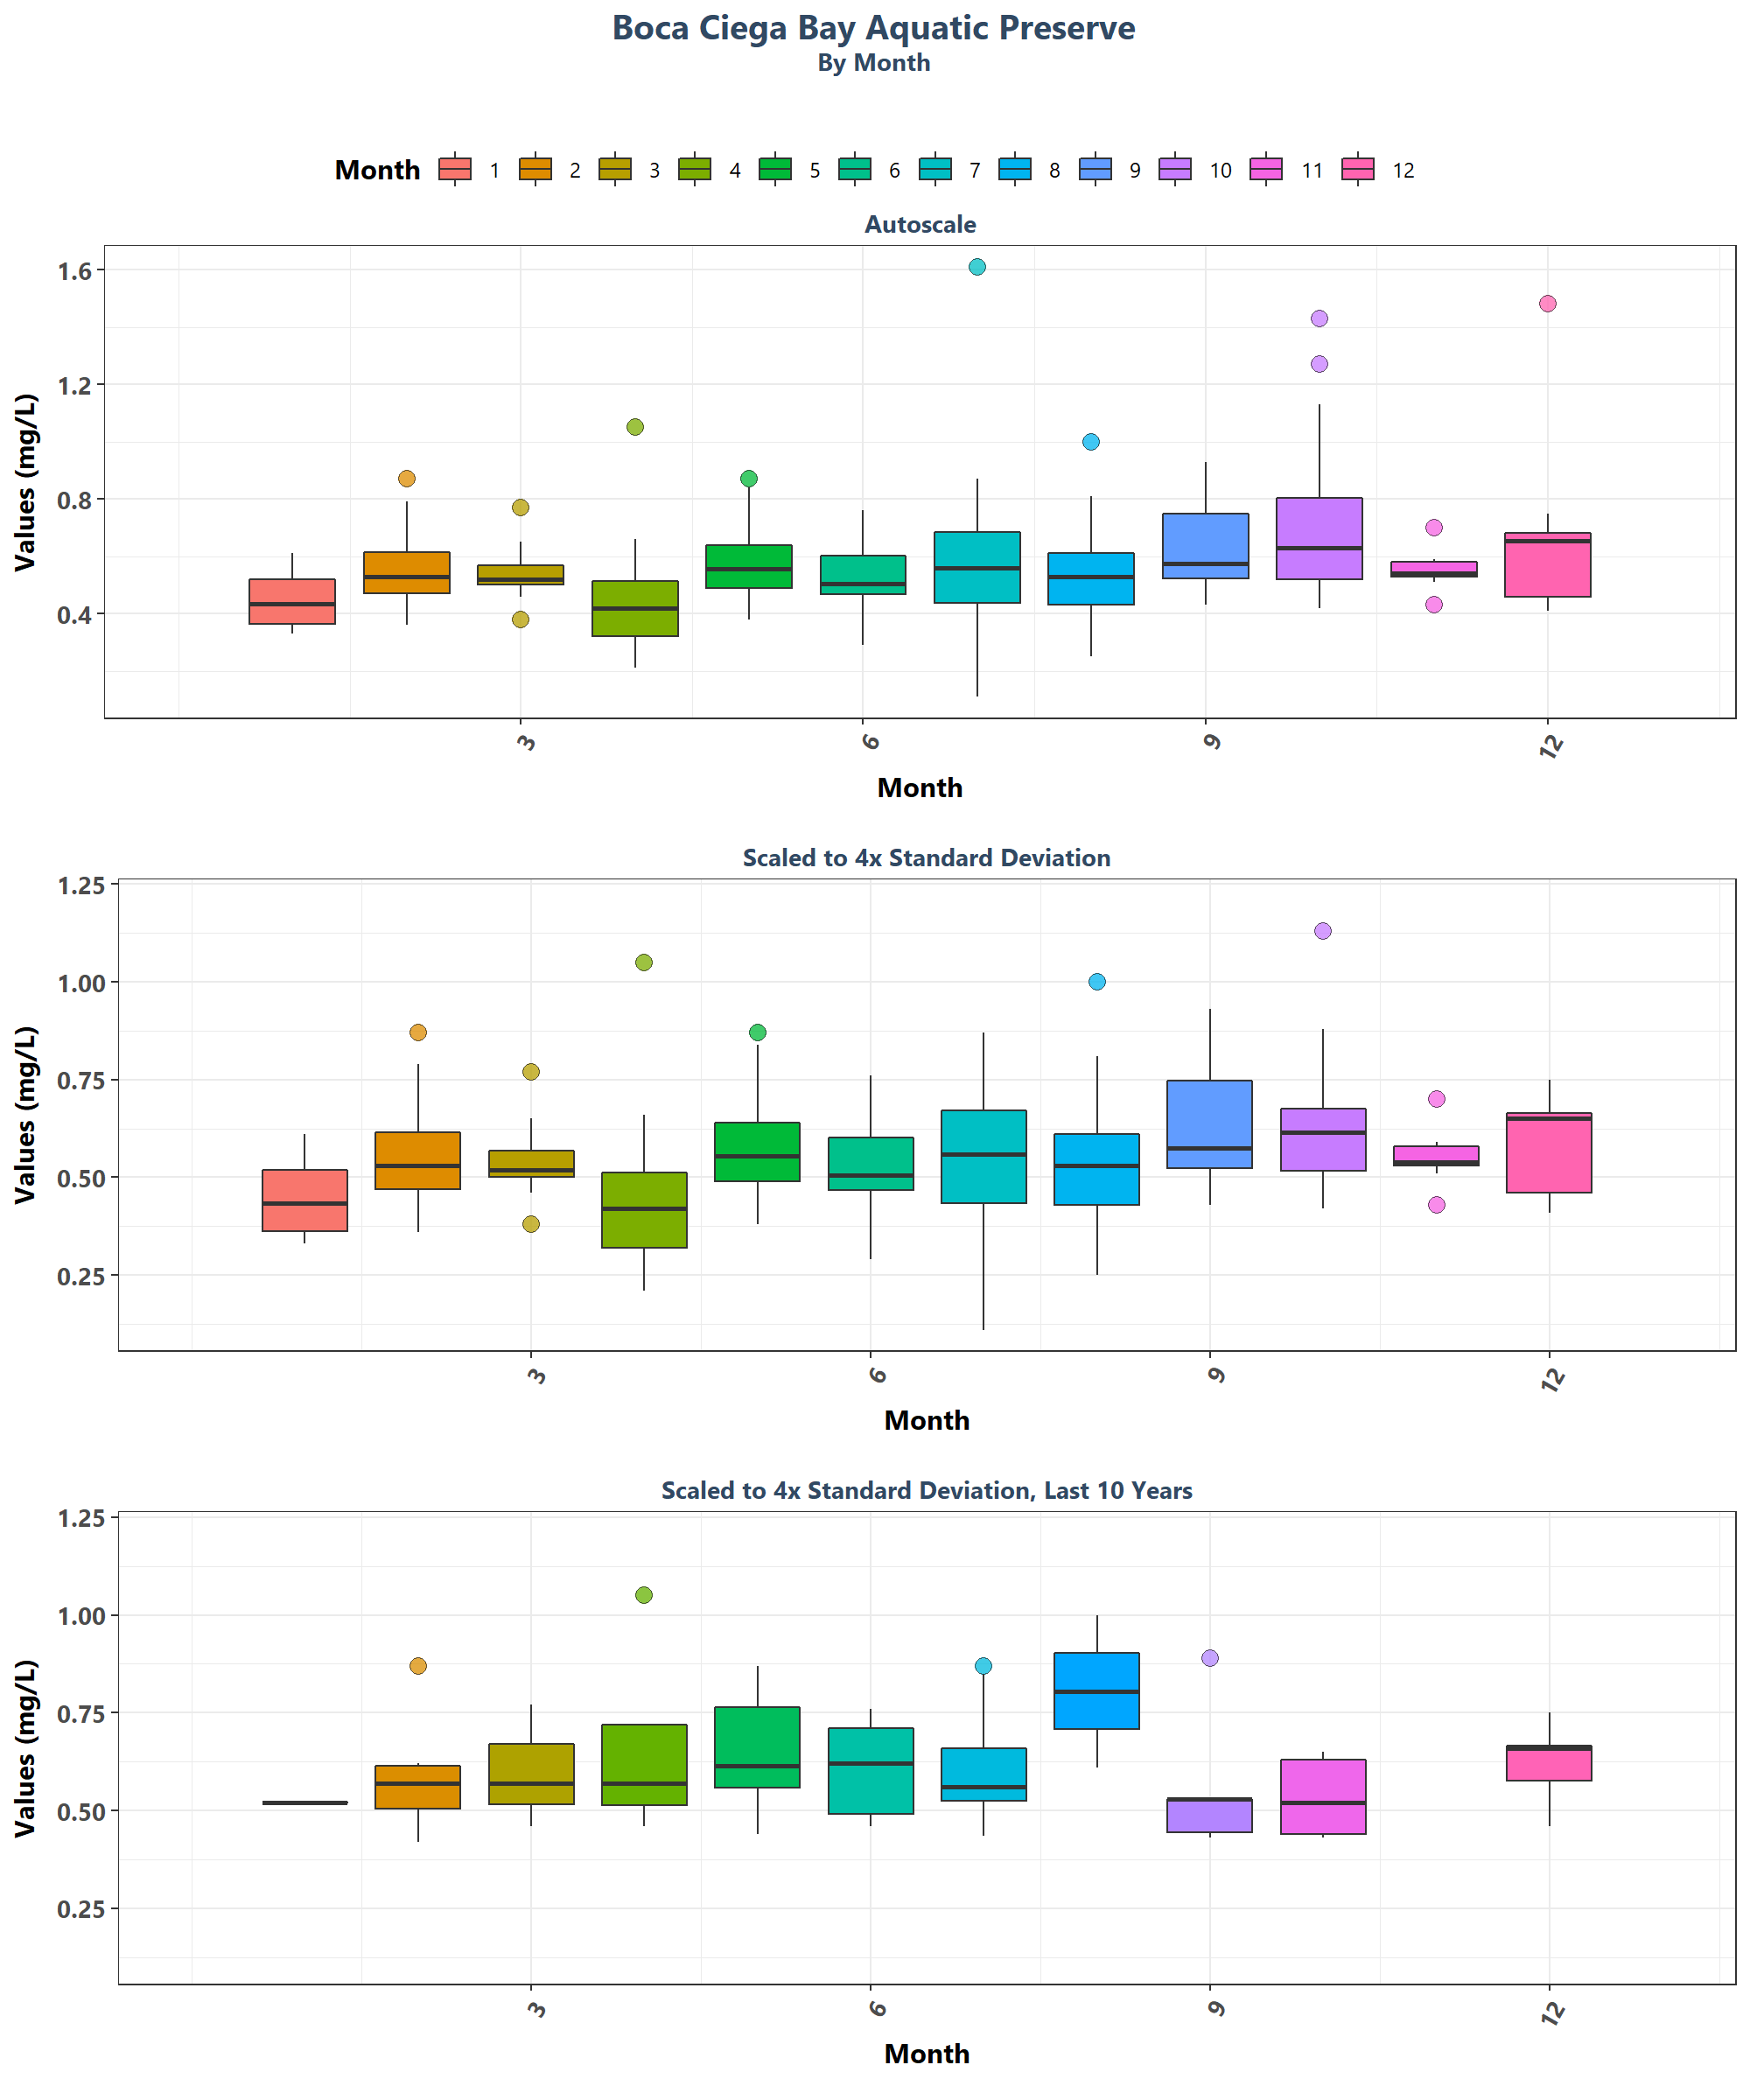 Boca Ciega Bay Aquatic Preserve
By Month
Month 1 2 3 4 5 6 7 8 9 10 11 12
Autoscale
Values (mg/L)
1.6
1.2
0.8
0.4
3 6 9 12
Month
Scaled to 4x Standard Deviation
Values (mg/L)
1.25
1.00
0.75
0.50
0.25
3 6 9 12
Month
Scaled to 4x Standard Deviation, Last 10 Years
Values (mg/L)
1.25
1.00
0.75
0.50
0.25
3 6 9 12
Month